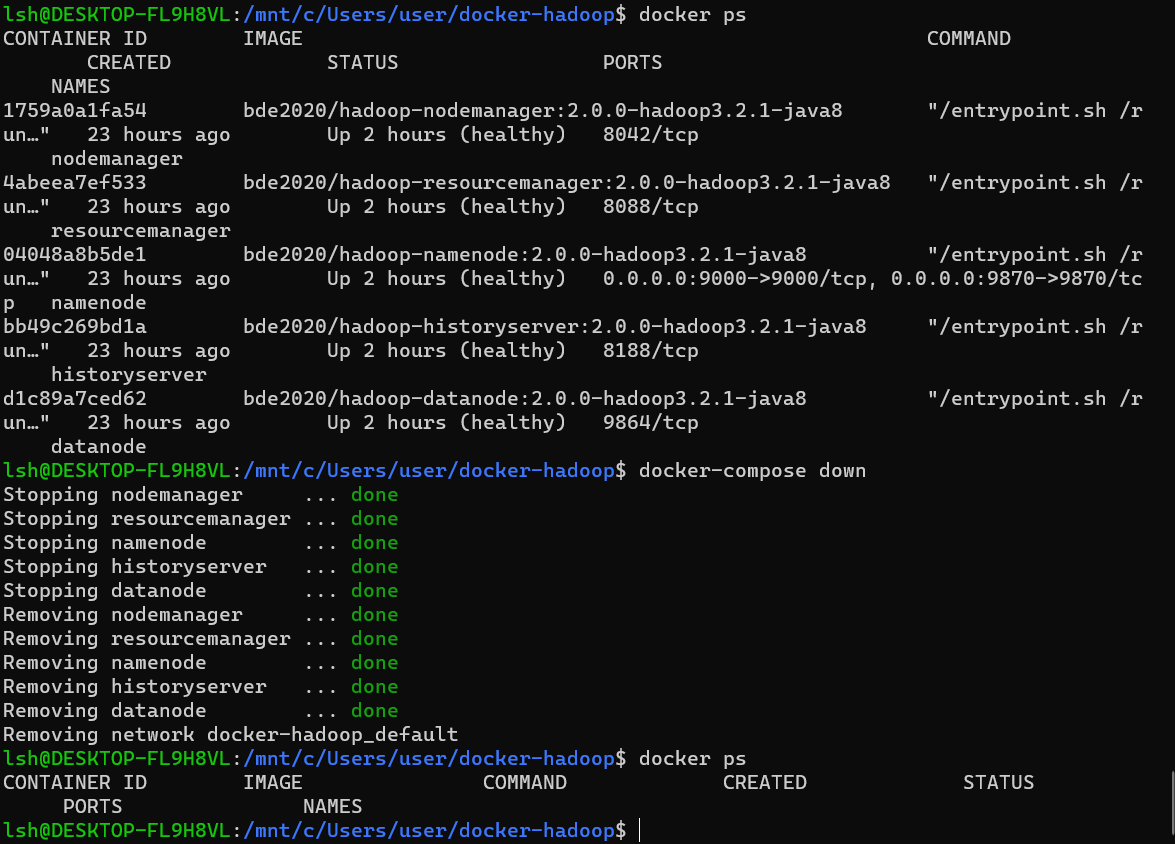 lsh@DESKTOP-FL9H8VL:/mnt/c/Users/user/docker-hadoop$ docker ps
CONTAINER ID        IMAGE                                                    COMMAND
       CREATED             STATUS                 PORTS
    NAMES
1759a0a1fa54        bde2020/hadoop-nodemanager:2.0.0-hadoop3.2.1-java8       "/entrypoint.sh /r
un…"   23 hours ago        Up 2 hours (healthy)   8042/tcp
    nodemanager
4abeea7ef533        bde2020/hadoop-resourcemanager:2.0.0-hadoop3.2.1-java8   "/entrypoint.sh /r
un…"   23 hours ago        Up 2 hours (healthy)   8088/tcp
    resourcemanager
04048a8b5de1        bde2020/hadoop-namenode:2.0.0-hadoop3.2.1-java8          "/entrypoint.sh /r
un…"   23 hours ago        Up 2 hours (healthy)   0.0.0.0:9000->9000/tcp, 0.0.0.0:9870->9870/tc
p   namenode
bb49c269bd1a        bde2020/hadoop-historyserver:2.0.0-hadoop3.2.1-java8     "/entrypoint.sh /r
un…"   23 hours ago        Up 2 hours (healthy)   8188/tcp
    historyserver
d1c89a7ced62        bde2020/hadoop-datanode:2.0.0-hadoop3.2.1-java8          "/entrypoint.sh /r
un…"   23 hours ago        Up 2 hours (healthy)   9864/tcp
    datanode
lsh@DESKTOP-FL9H8VL:/mnt/c/Users/user/docker-hadoop$ docker-compose down
Stopping nodemanager     ... done
Stopping resourcemanager ... done
Stopping namenode        ... done
Stopping historyserver   ... done
Stopping datanode        ... done
Removing nodemanager     ... done
Removing resourcemanager ... done
Removing namenode        ... done
Removing historyserver   ... done
Removing datanode        ... done
Removing network docker-hadoop_default
lsh@DESKTOP-FL9H8VL:/mnt/c/Users/user/docker-hadoop$ docker ps
CONTAINER ID        IMAGE               COMMAND             CREATED             STATUS
     PORTS               NAMES
lsh@DESKTOP-FL9H8VL:/mnt/c/Users/user/docker-hadoop$